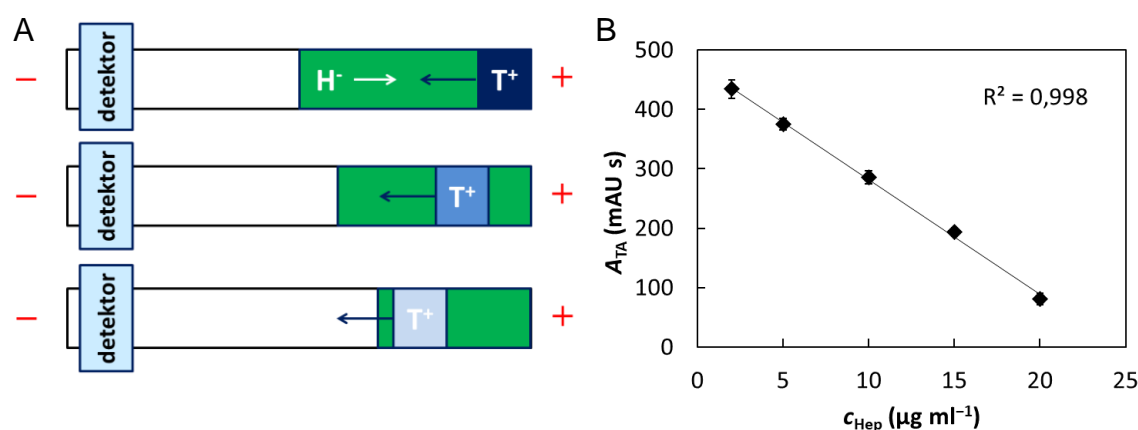 A
− detektor H⁻ T⁺ +
− detektor T⁺ +
− detektor T⁺ +
B
500
400
300
200
100
0
A_TA (mAU s)
R² = 0,998
0 5 10 15 20 25
c_Hep (µg ml⁻¹)